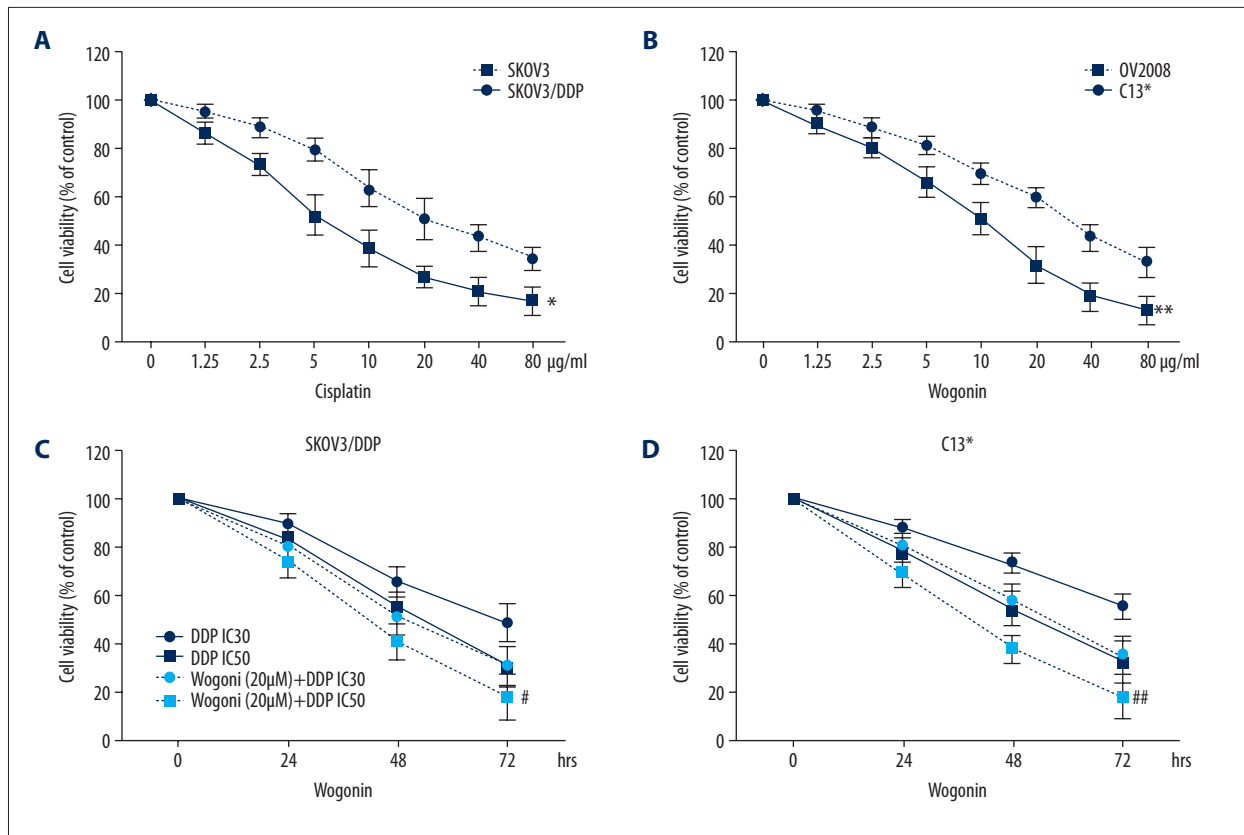 A
120
100
80
60
40
20
0
Cell viability (% of control)
SKOV3
SKOV3/DDP
*
0 1.25 2.5 5 10 20 40 80 µg/ml
Cisplatin
B
120
100
80
60
40
20
0
Cell viability (% of control)
OV2008
C13*
**
0 1.25 2.5 5 10 20 40 80 µg/ml
Wogonin
C
SKOV3/DDP
120
100
80
60
40
20
0
Cell viability (% of control)
DDP IC30
DDP IC50
Wogoni (20µM)+DDP IC30
Wogoni (20µM)+DDP IC50
#
0 24 48 72 hrs
Wogonin
D
C13*
120
100
80
60
40
20
0
Cell viability (% of control)
##
0 24 48 72 hrs
Wogonin